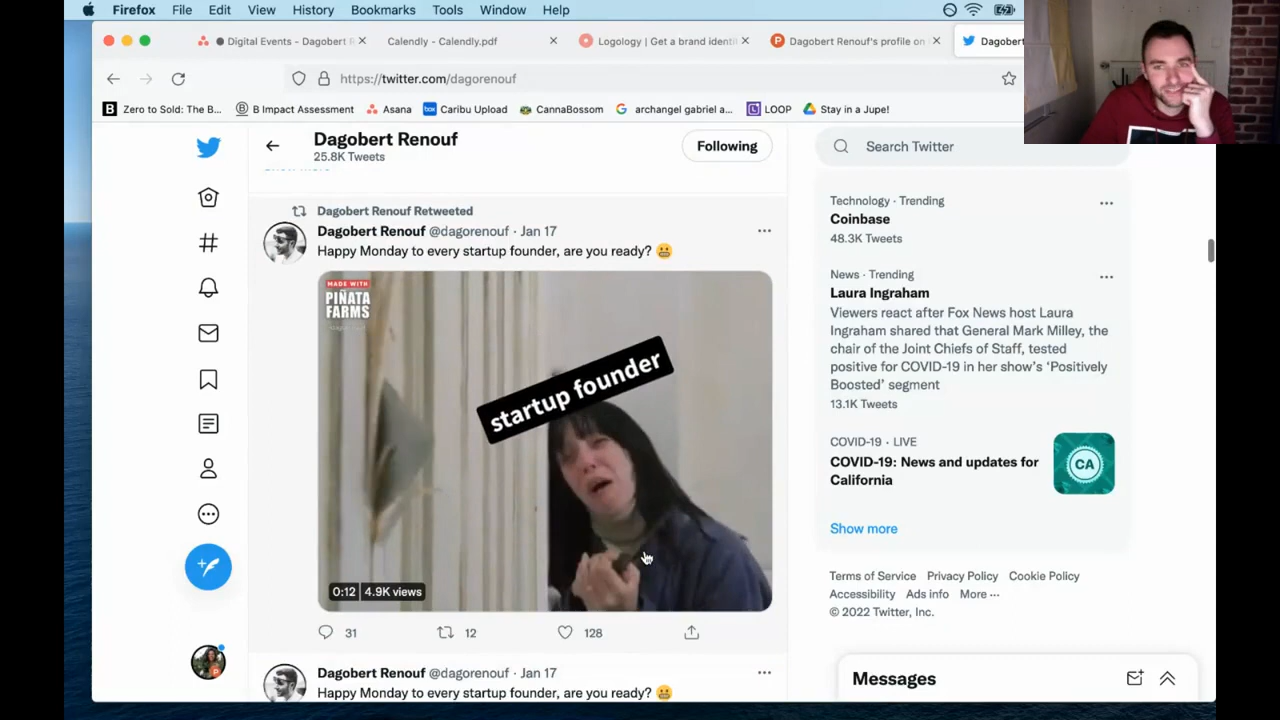 Firefox File Edit View History Bookmarks Tools Window Help
Digital Events - Dagobert
Calendly - Calendly.pdf
Logology | Get a brand identi
Dagobert Renouf's profile on
Dagobert
https://twitter.com/dagorenouf
Zero to Sold: The B... B Impact Assessment Asana Caribu Upload CannaBossom archangel gabriel a... LOOP Stay in a Jupe!
Dagobert Renouf
25.8K Tweets
Following
Search Twitter
Dagobert Renouf Retweeted
Dagobert Renouf @dagorenouf · Jan 17
Happy Monday to every startup founder, are you ready? 😬
MADE WITH
PIÑATA
FARMS
startup founder
0:12 4.9K views
31 12 128
Dagobert Renouf @dagorenouf · Jan 17
Happy Monday to every startup founder, are you ready? 😬
Technology · Trending
Coinbase
48.3K Tweets
News · Trending
Laura Ingraham
Viewers react after Fox News host Laura
Ingraham shared that General Mark Milley, the
chair of the Joint Chiefs of Staff, tested
positive for COVID-19 in her show's 'Positively
Boosted' segment
13.1K Tweets
COVID-19 · LIVE
COVID-19: News and updates for
California
CA
Show more
Terms of Service Privacy Policy Cookie Policy
Accessibility Ads info More ···
© 2022 Twitter, Inc.
Messages